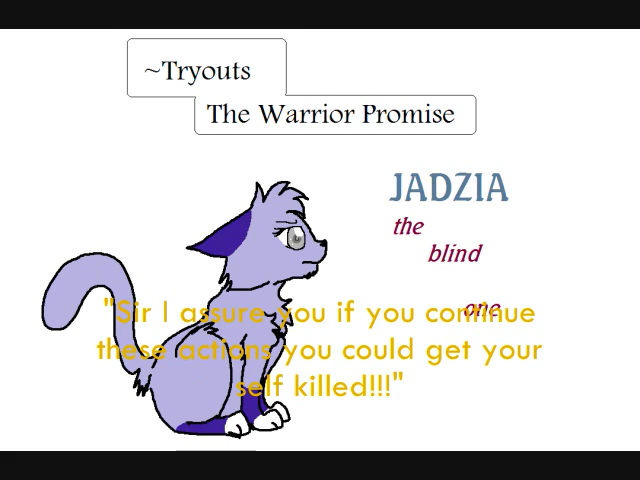 ~Tryouts
The Warrior Promise
JADZIA
the
blind
one
"Sir I assure you if you continue
these actions you could get your
self killed!!!"